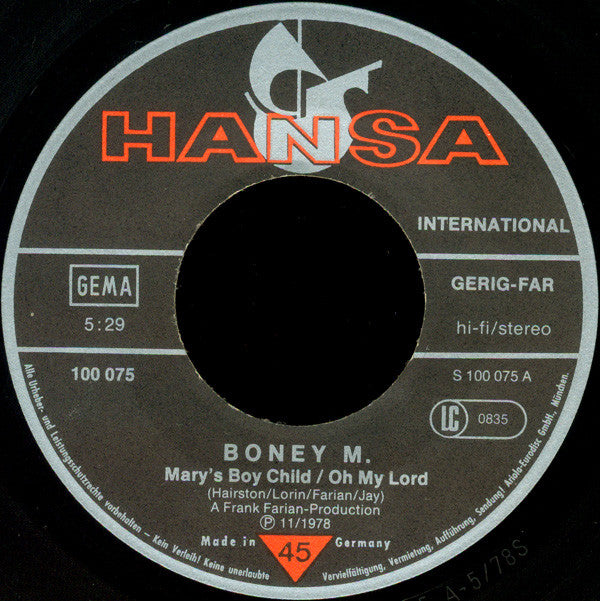 HANSA
INTERNATIONAL
GEMA
GERIG-FAR
5:29
hi-fi/stereo
100 075
S 100 075 A
LC 0835
BONEY M.
Mary's Boy Child / Oh My Lord
(Hairston/Lorin/Farian/Jay)
A Frank Farian-Production
Ⓟ 11/1978
Made in 45 Germany
Alle Urheber- und Leistungsschutzrechte vorbehalten - Kein Verleih! Keine unerlaubte Vervielfältigung, Vermietung, Aufführung, Sendung! Ariola-Eurodisc GmbH., München.
A-5/78S